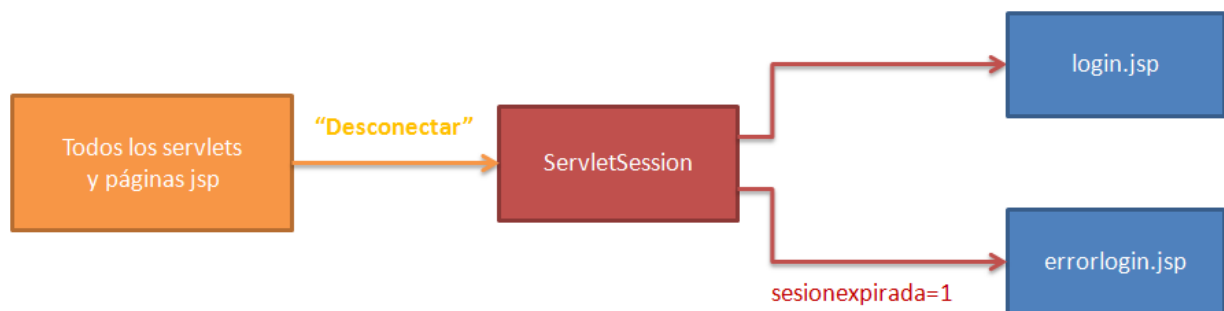 Todos los servlets
y páginas jsp
“Desconectar”
ServletSession
login.jsp
errorlogin.jsp
sesionexpirada=1